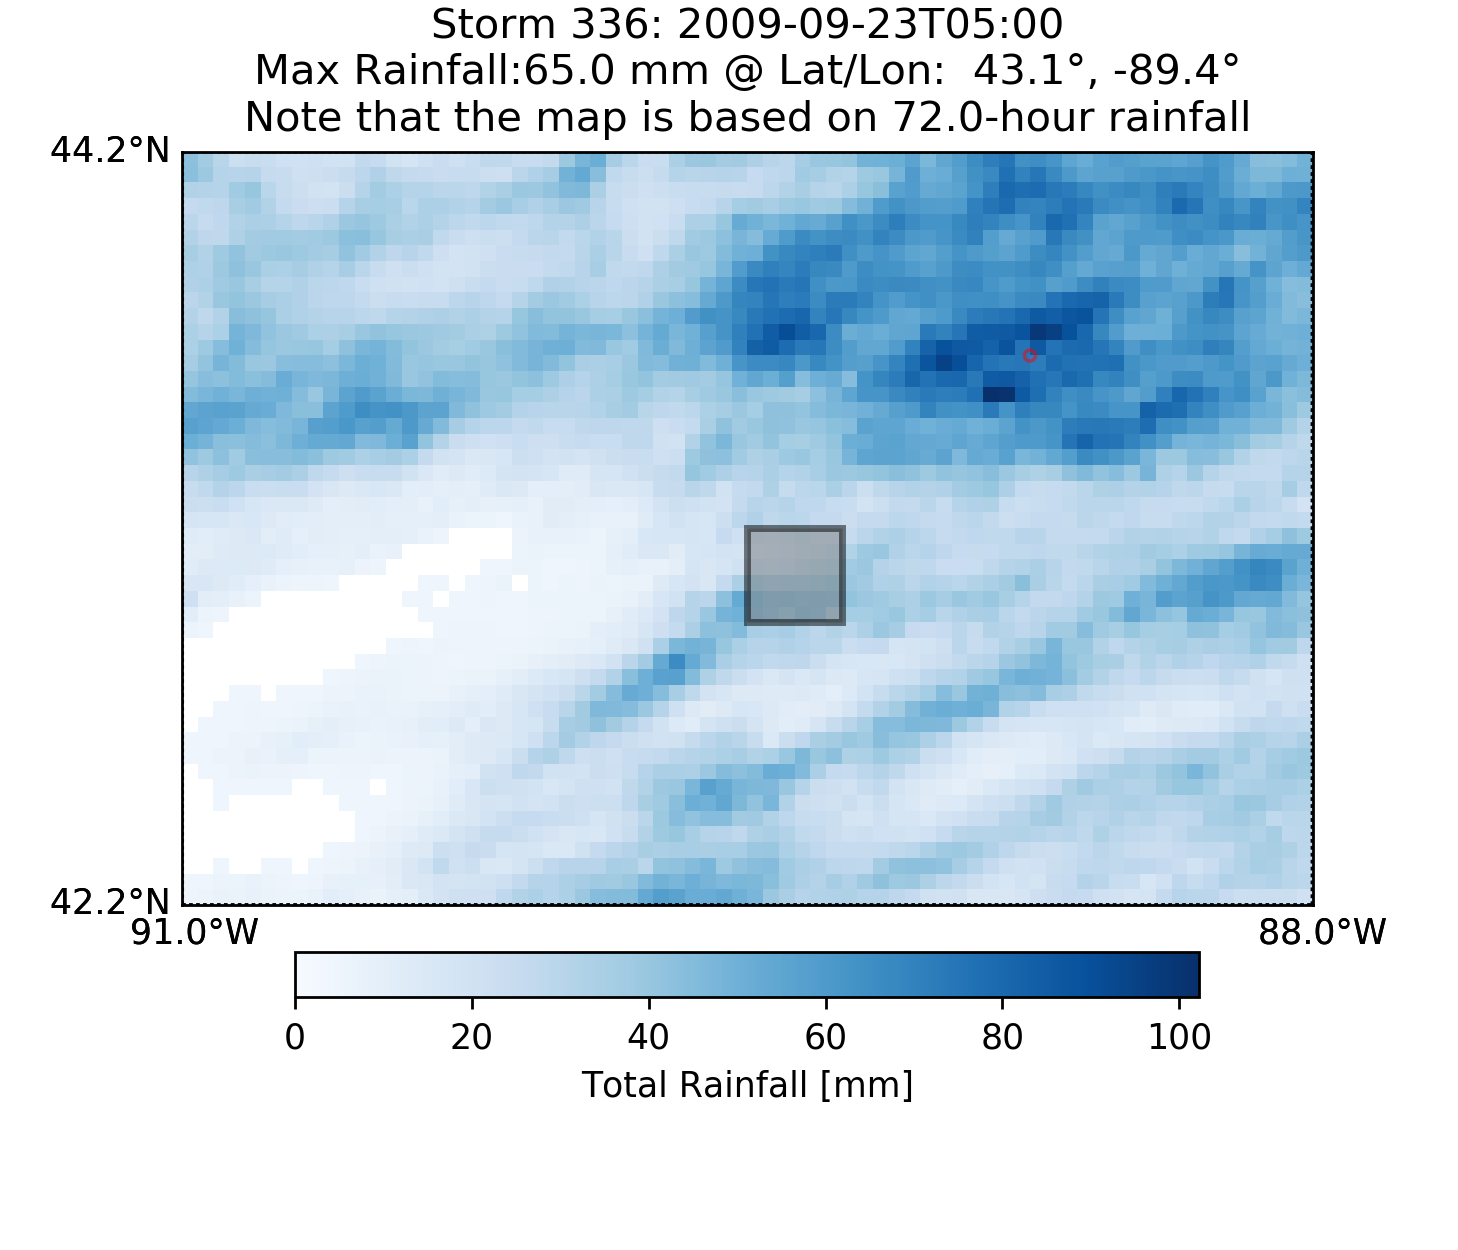 Storm 336: 2009-09-23T05:00
Max Rainfall:65.0 mm @ Lat/Lon:  43.1°, -89.4°
Note that the map is based on 72.0-hour rainfall
44.2°N
42.2°N
91.0°W 88.0°W
0 20 40 60 80 100
Total Rainfall [mm]